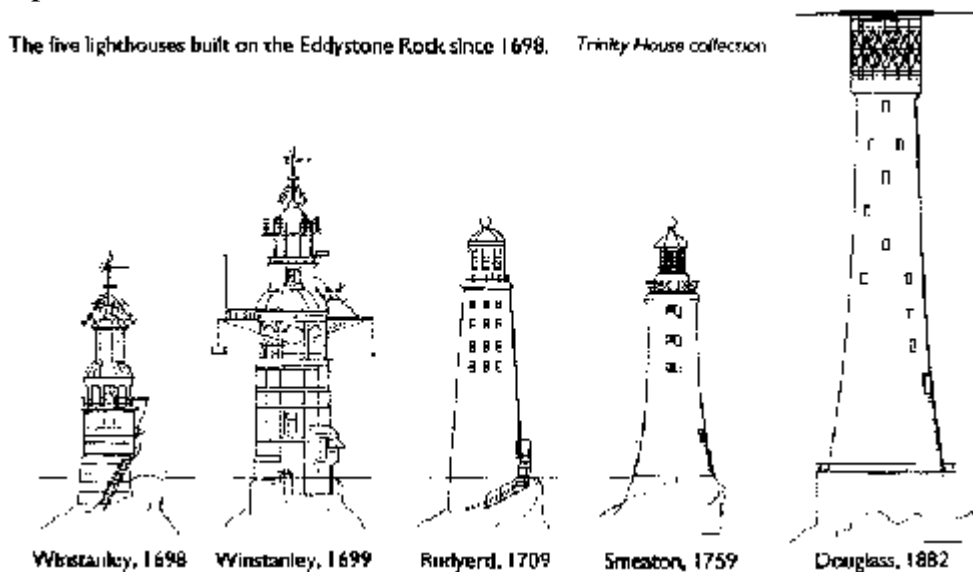 The five lighthouses built on the Eddystone Rock since 1698. Trinity House collection
Winstanley, 1698 Winstanley, 1699 Rudyerd, 1709 Smeaton, 1759 Douglass, 1882